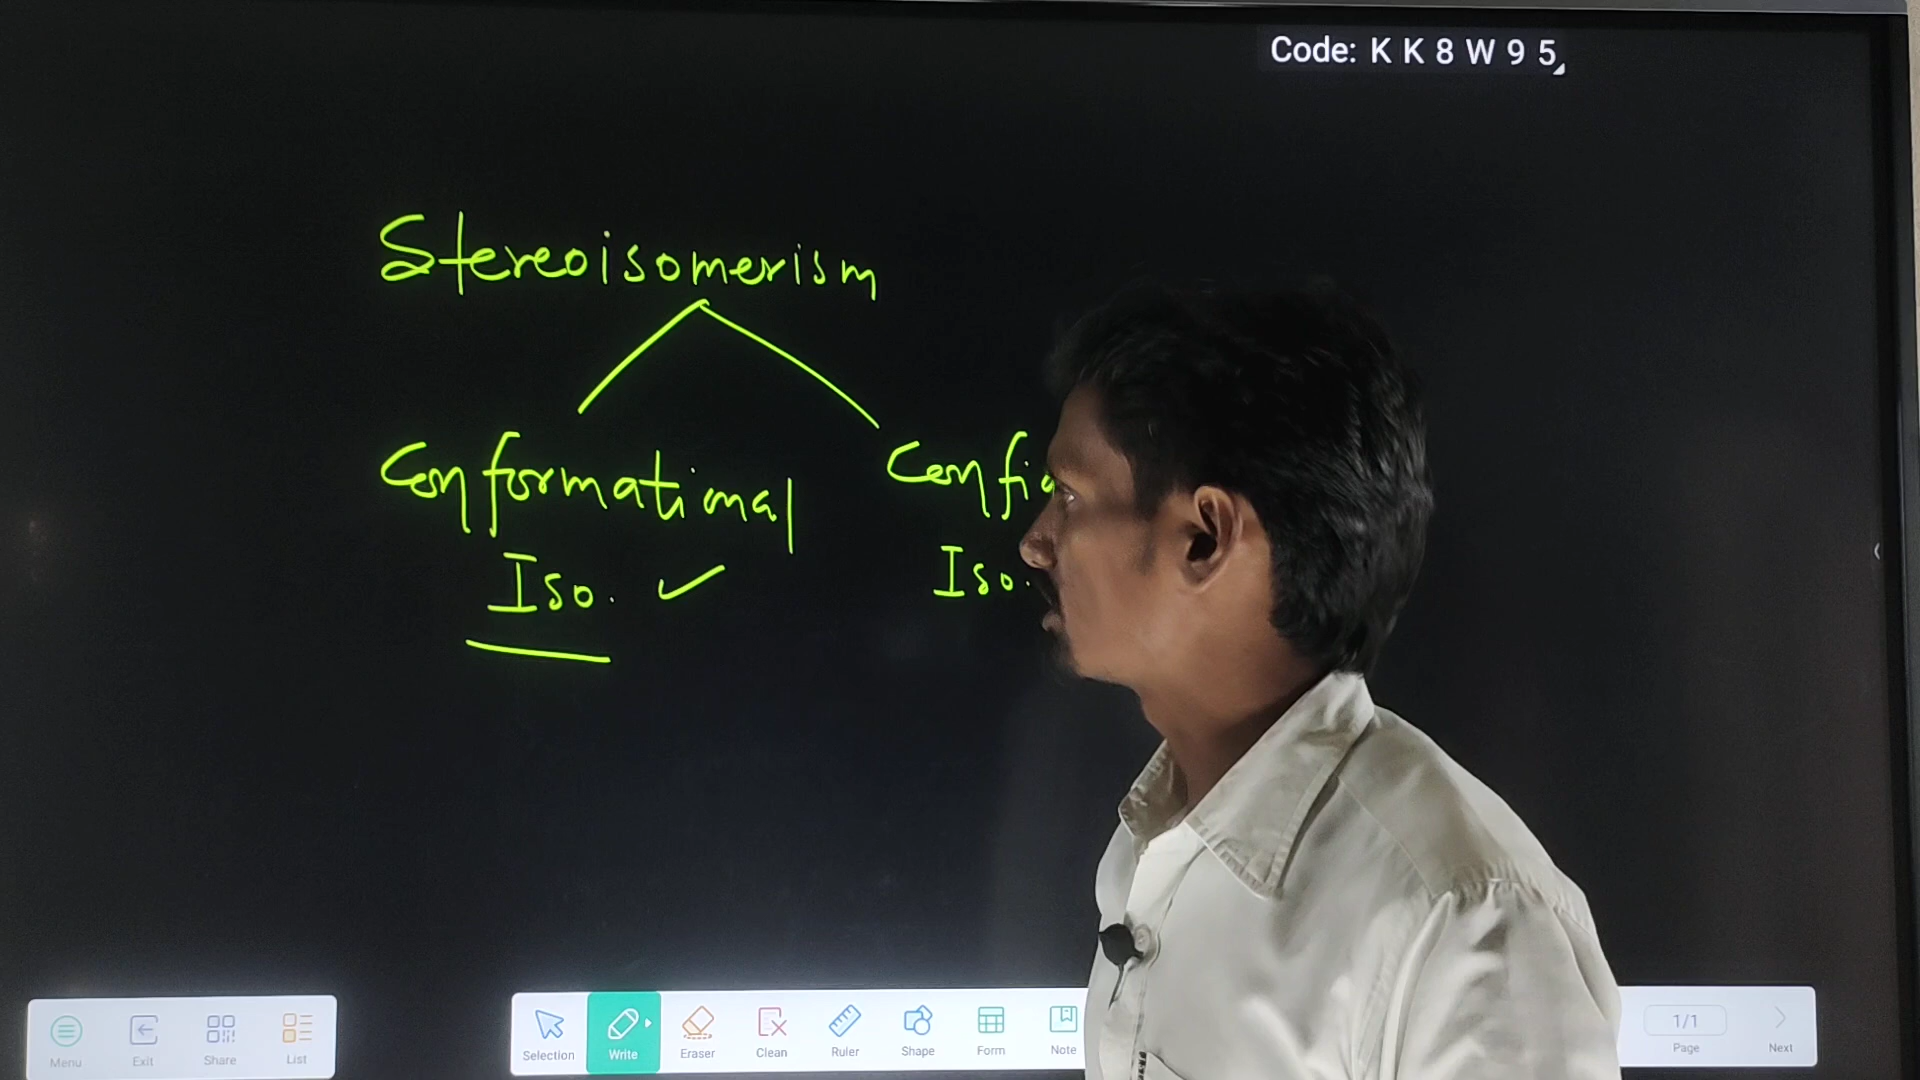 Code: K K 8 W 9 5
Stereoisomerism
Conformational
Iso.
Iso.
Menu Exit Share List
Selection Write Eraser Clean Ruler Shape Form Note
1/1
Page Next